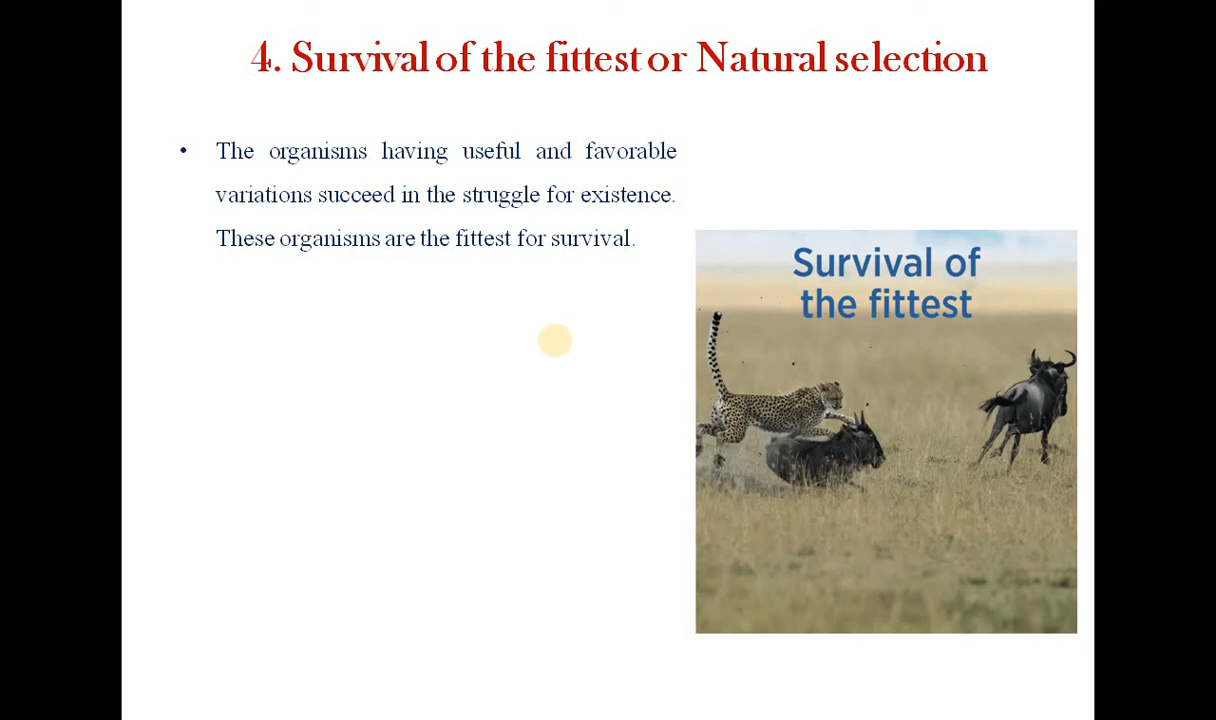 4. Survival of the fittest or Natural selection
• The organisms having useful and favorable
variations succeed in the struggle for existence.
These organisms are the fittest for survival.
Survival of
the fittest